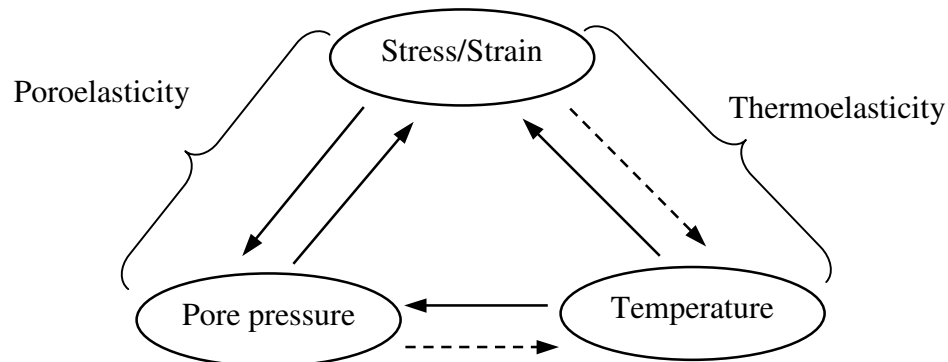 Stress/Strain
Poroelasticity
Thermoelasticity
Pore pressure
Temperature